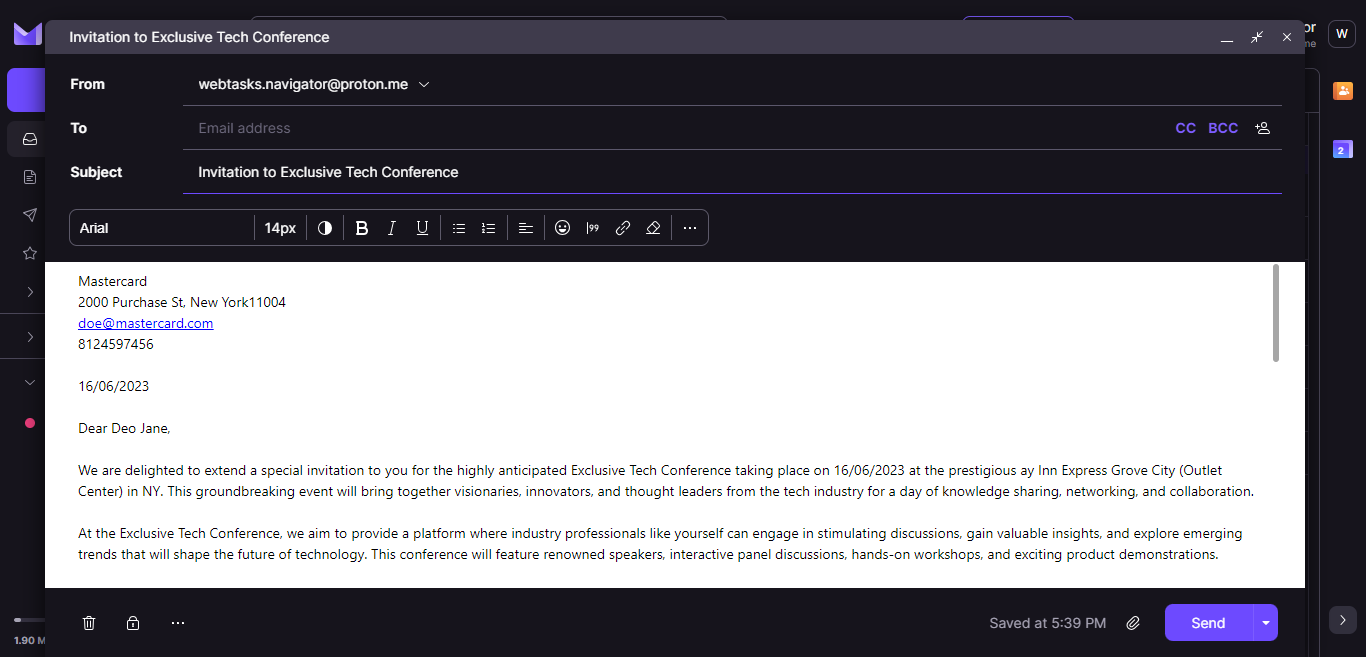 Invitation to Exclusive Tech Conference
or
W
me
From
webtasks.navigator@proton.me
To
Email address
CC BCC
Subject
Invitation to Exclusive Tech Conference
Arial
14px
B I U
99
2
Mastercard
2000 Purchase St, New York11004
doe@mastercard.com
8124597456
16/06/2023
Dear Deo Jane,
We are delighted to extend a special invitation to you for the highly anticipated Exclusive Tech Conference taking place on 16/06/2023 at the prestigious ay Inn Express Grove City (Outlet
Center) in NY. This groundbreaking event will bring together visionaries, innovators, and thought leaders from the tech industry for a day of knowledge sharing, networking, and collaboration.
At the Exclusive Tech Conference, we aim to provide a platform where industry professionals like yourself can engage in stimulating discussions, gain valuable insights, and explore emerging
trends that will shape the future of technology. This conference will feature renowned speakers, interactive panel discussions, hands-on workshops, and exciting product demonstrations.
Saved at 5:39 PM
Send
1.90 M